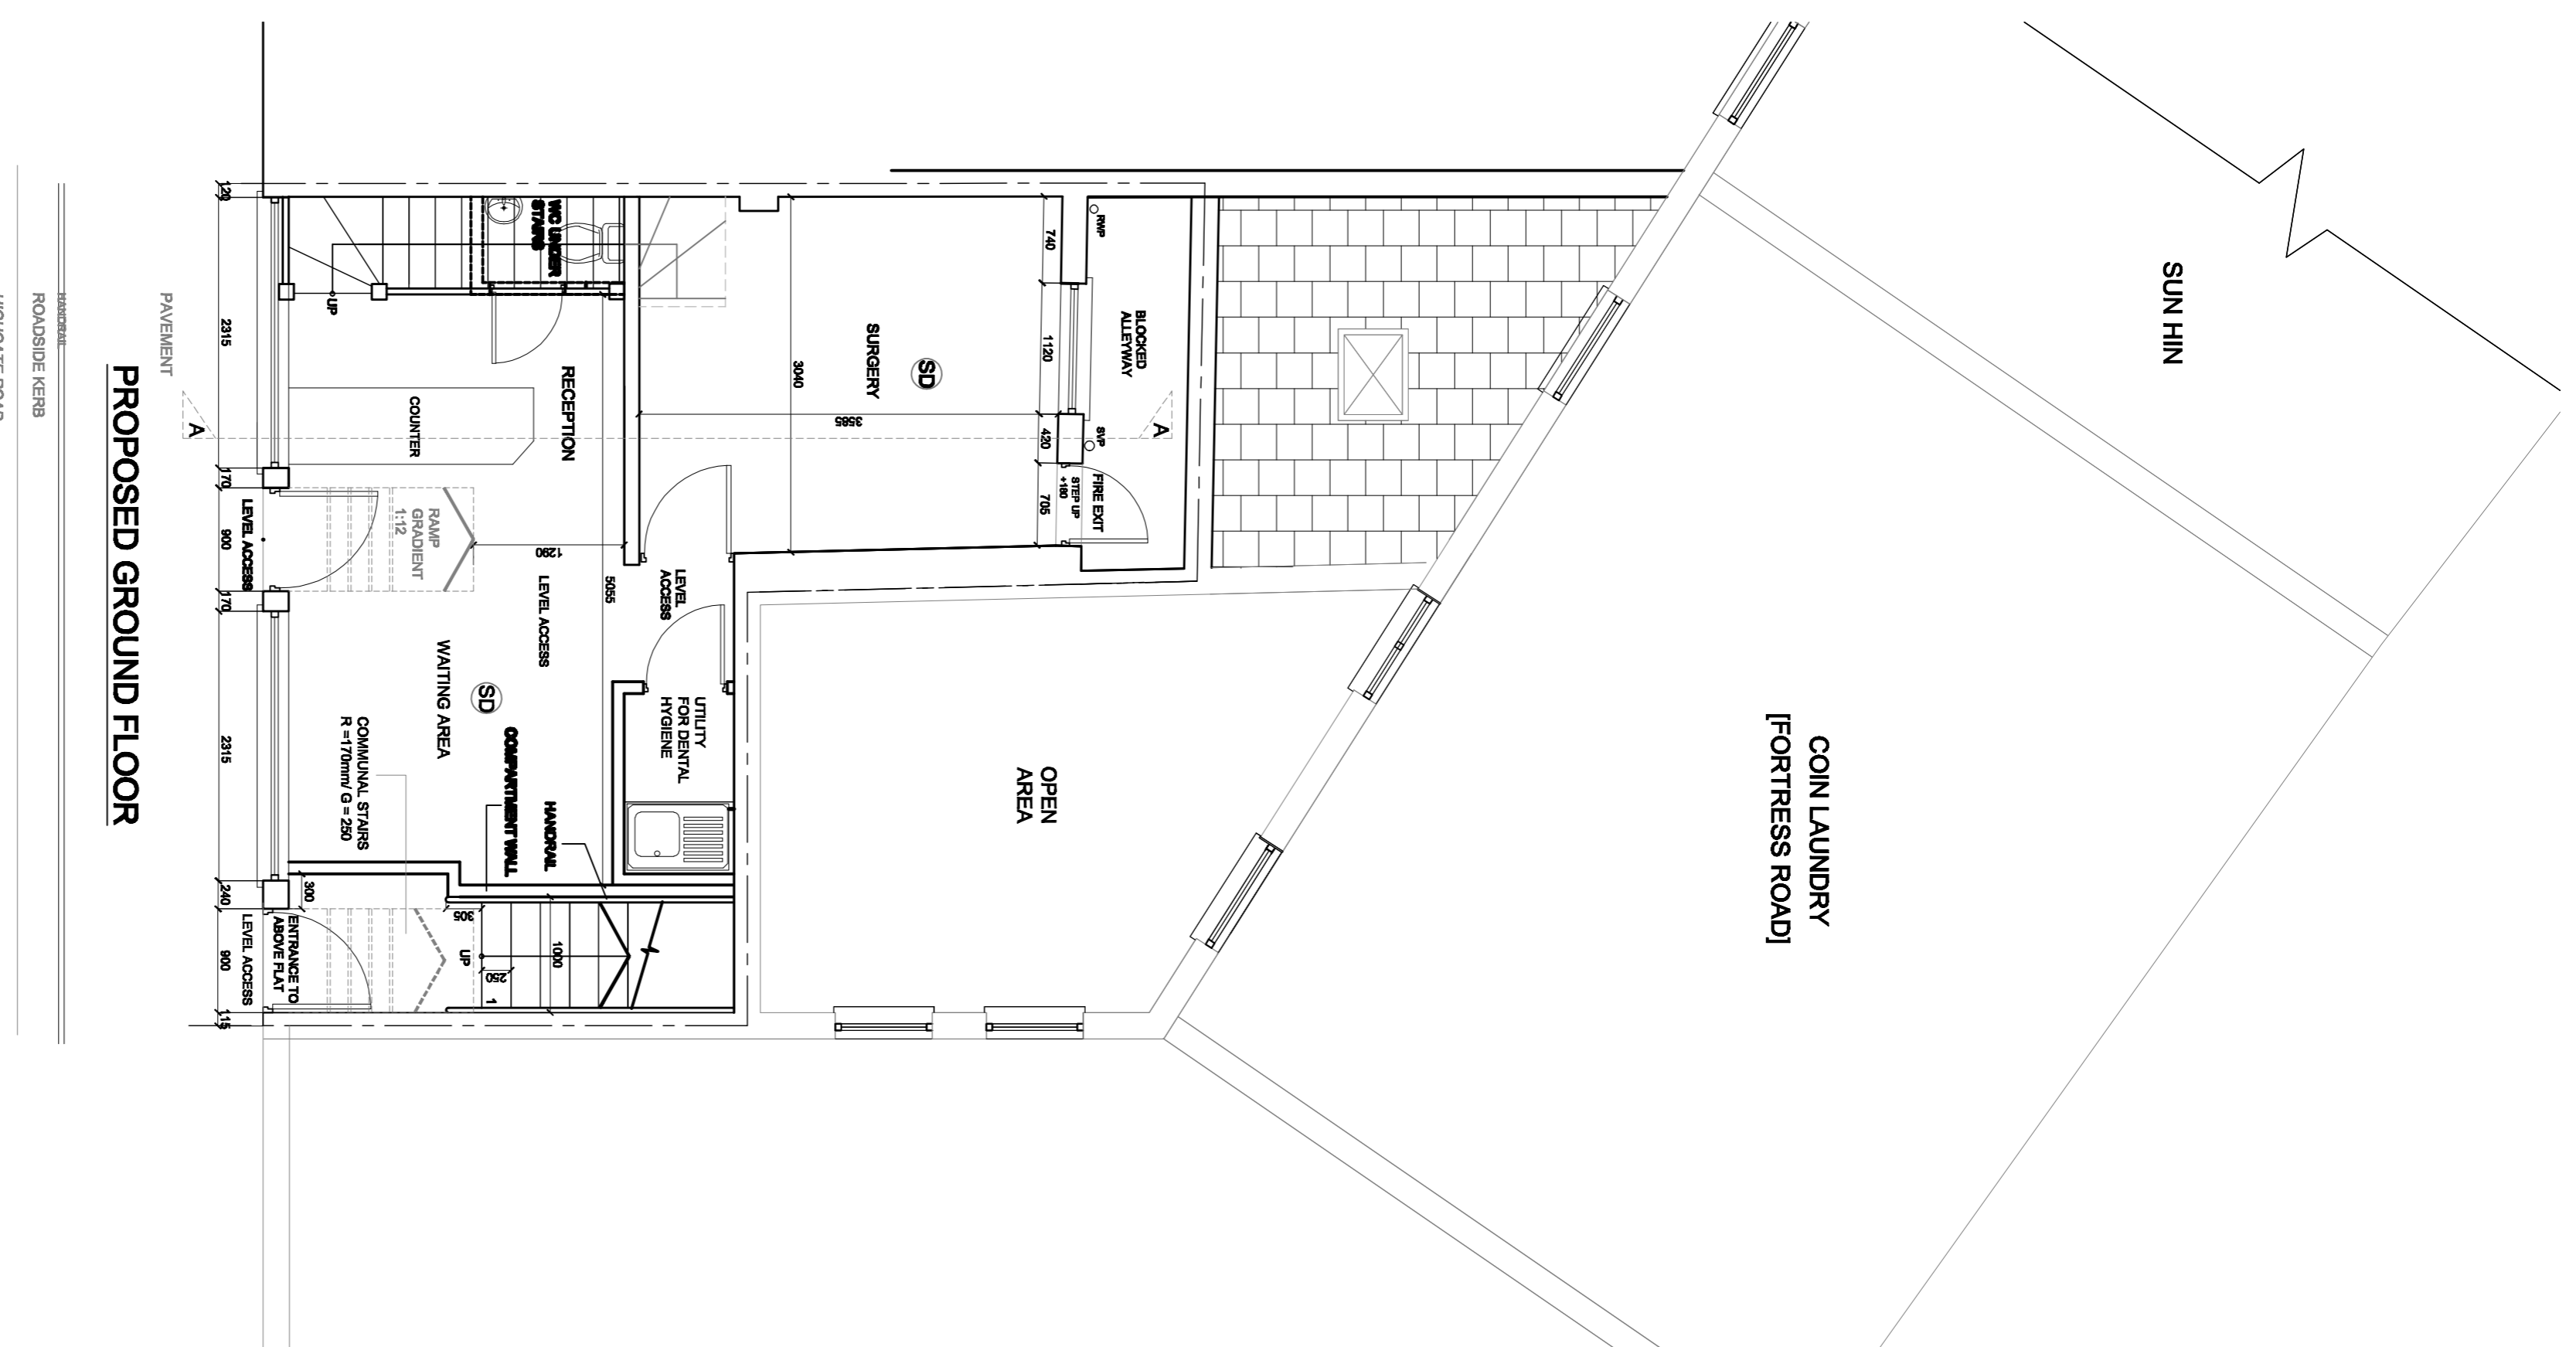 SUN HIN
COIN LAUNDRY
[FORTRESS ROAD]
BLOCKED
ALLEYWAY
RWP
SVP
A
FIRE EXIT
STEP UP
+180
740
1120
420
705
OPEN
AREA
SD
SURGERY
3040
3585
LEVEL
ACCESS
UTILITY
FOR DENTAL
HYGIENE
WC UNDER
STAIRS
RECEPTION
5055
1290
LEVEL ACCESS
HANDRAIL
1000
COMPARTMENT WALL
SD
250
1
UP
305
WAITING AREA
COUNTER
RAMP
GRADIENT
1:12
COMMUNAL STAIRS
R =170mm/ G = 250
UP
300
ENTRANCE TO
ABOVE FLAT
LEVEL ACCESS
LEVEL ACCESS
120
2315
170
900
170
2315
240
900
115
A
PAVEMENT
PROPOSED GROUND FLOOR
HANDRAIL
ROADSIDE KERB